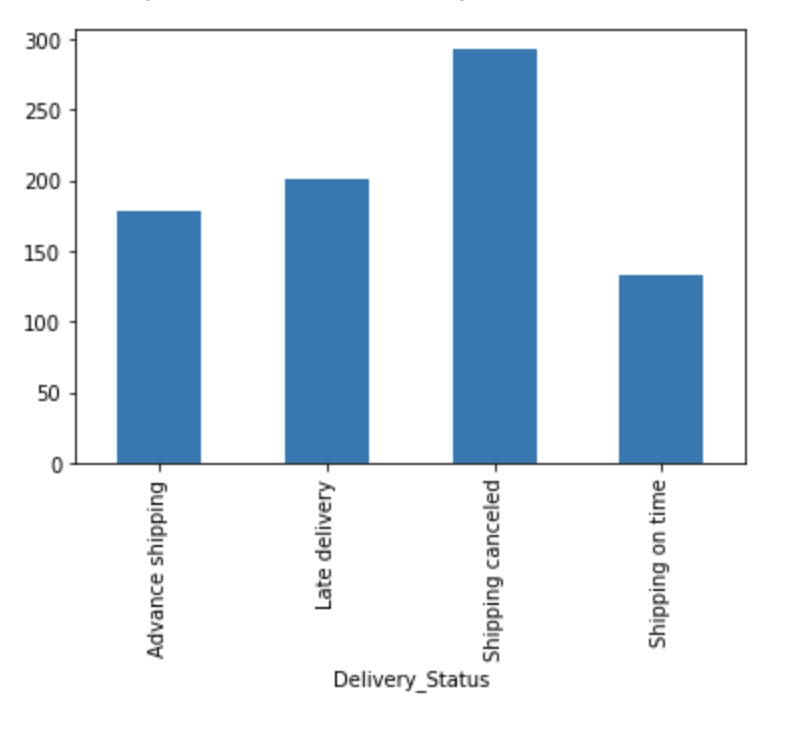 300
250
200
150
100
50
0
Advance shipping
Late delivery
Shipping canceled
Shipping on time
Delivery_Status